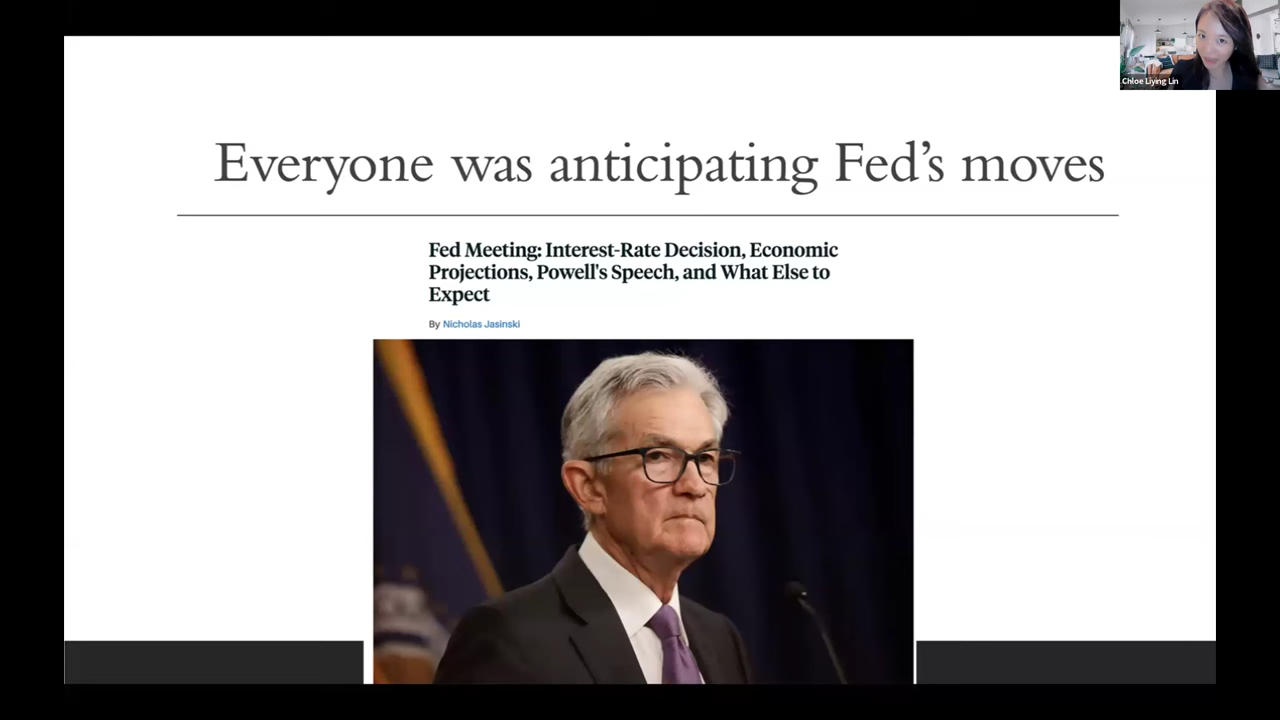 Chloe Liying Lin
Everyone was anticipating Fed’s moves
Fed Meeting: Interest-Rate Decision, Economic
Projections, Powell's Speech, and What Else to
Expect
By Nicholas Jasinski